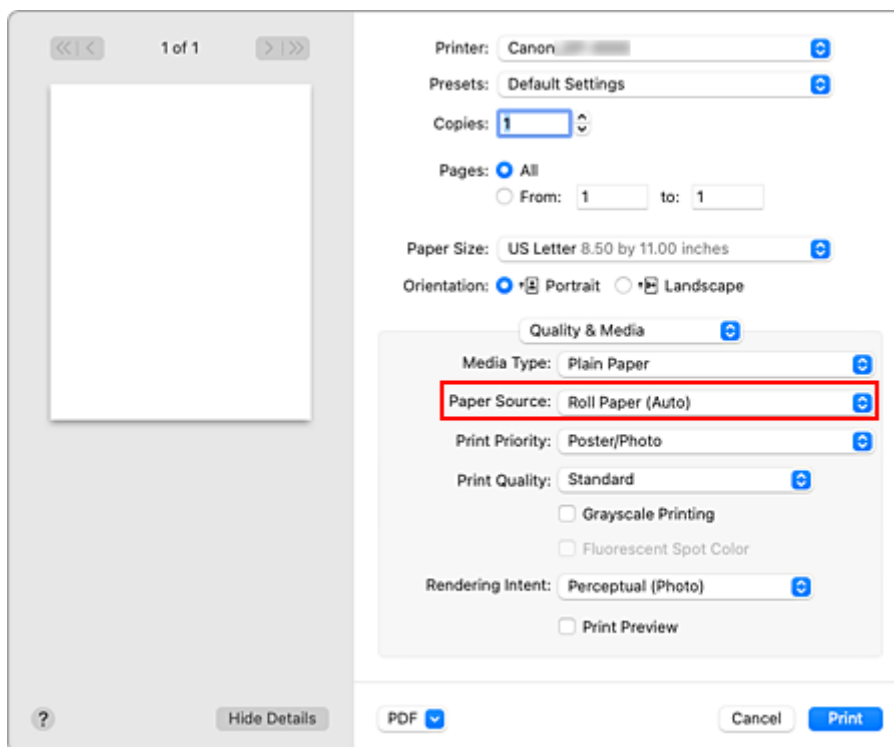 1 of 1
Printer: Canon
Presets: Default Settings
Copies: 1
Pages: All
From: 1 to: 1
Paper Size: US Letter 8.50 by 11.00 inches
Orientation: Portrait Landscape
Quality & Media
Media Type: Plain Paper
Paper Source: Roll Paper (Auto)
Print Priority: Poster/Photo
Print Quality: Standard
Grayscale Printing
Fluorescent Spot Color
Rendering Intent: Perceptual (Photo)
Print Preview
? Hide Details PDF Cancel Print